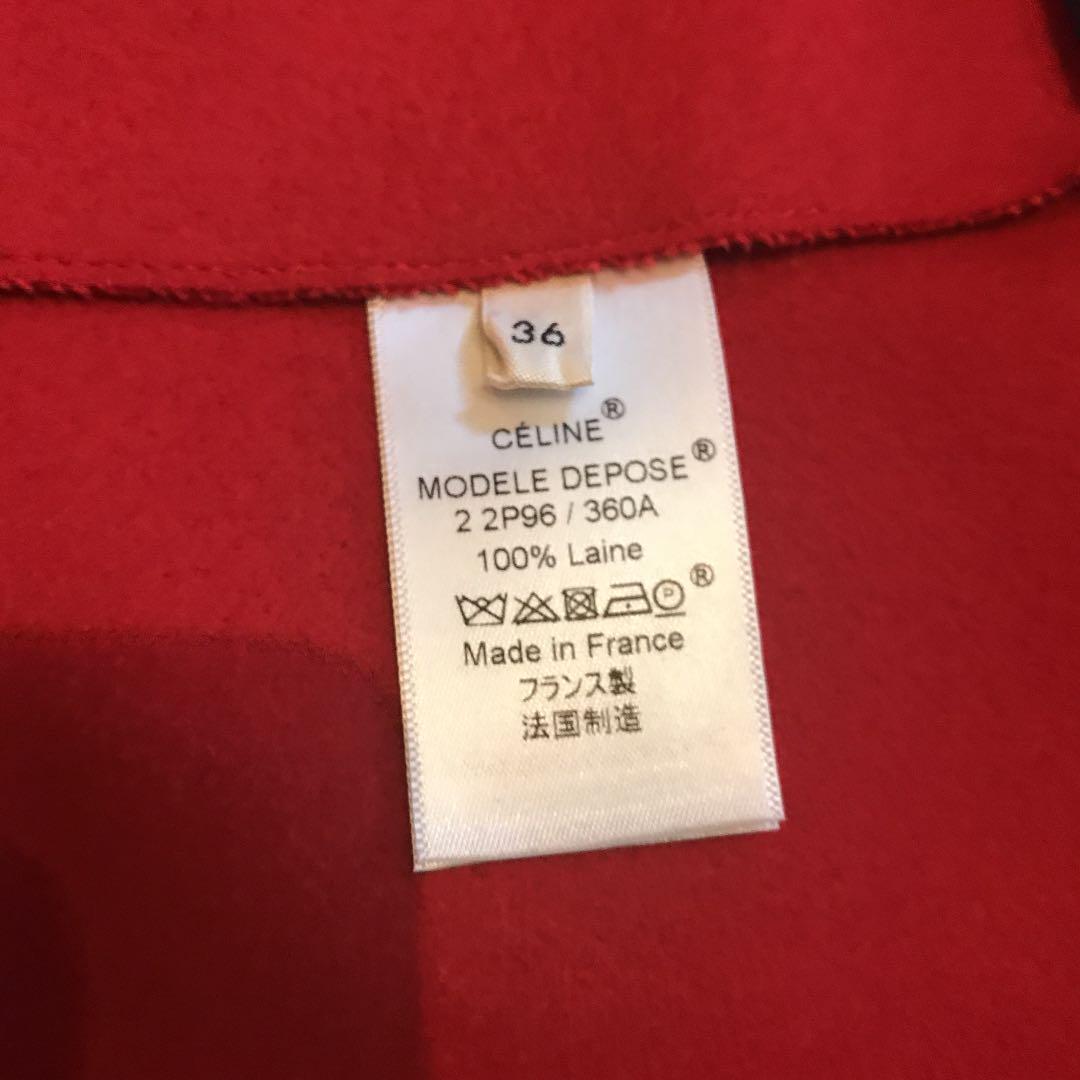 36
CÉLINE®
MODELE DEPOSE®
2 2P96 / 360A
100% Laine
P ®
Made in France
フランス製
法国制造